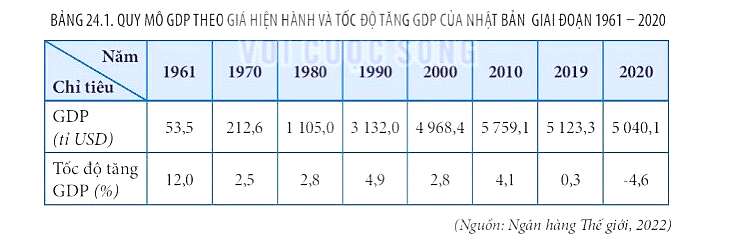 BẢNG 24.1. QUY MÔ GDP THEO GIÁ HIỆN HÀNH VÀ TỐC ĐỘ TĂNG GDP CỦA NHẬT BẢN GIAI ĐOẠN 1961 – 2020
VỚI CUỘC SỐNG
Năm
Chỉ tiêu
1961 1970 1980 1990 2000 2010 2019 2020
GDP
(tỉ USD) 53,5 212,6 1 105,0 3 132,0 4 968,4 5 759,1 5 123,3 5 040,1
Tốc độ tăng
GDP (%) 12,0 2,5 2,8 4,9 2,8 4,1 0,3 -4,6
(Nguồn: Ngân hàng Thế giới, 2022)